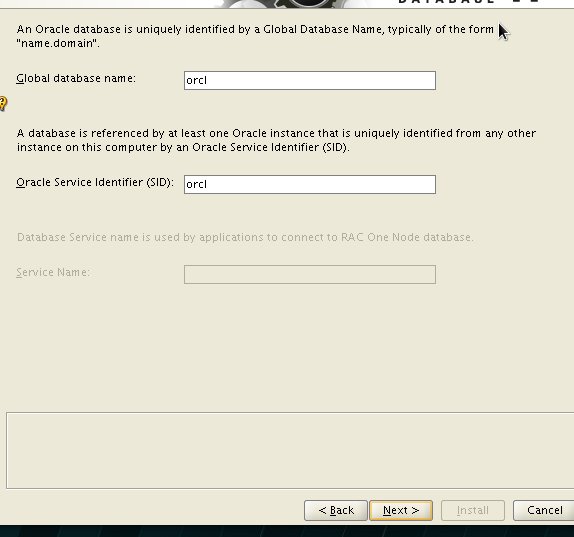 DATABASE
An Oracle database is uniquely identified by a Global Database Name, typically of the form
"name.domain".
Global database name:
orcl
A database is referenced by at least one Oracle instance that is uniquely identified from any other
instance on this computer by an Oracle Service Identifier (SID).
Oracle Service Identifier (SID):
orcl
Database Service name is used by applications to connect to RAC One Node database.
Service Name:
< Back
Next >
Install
Cancel